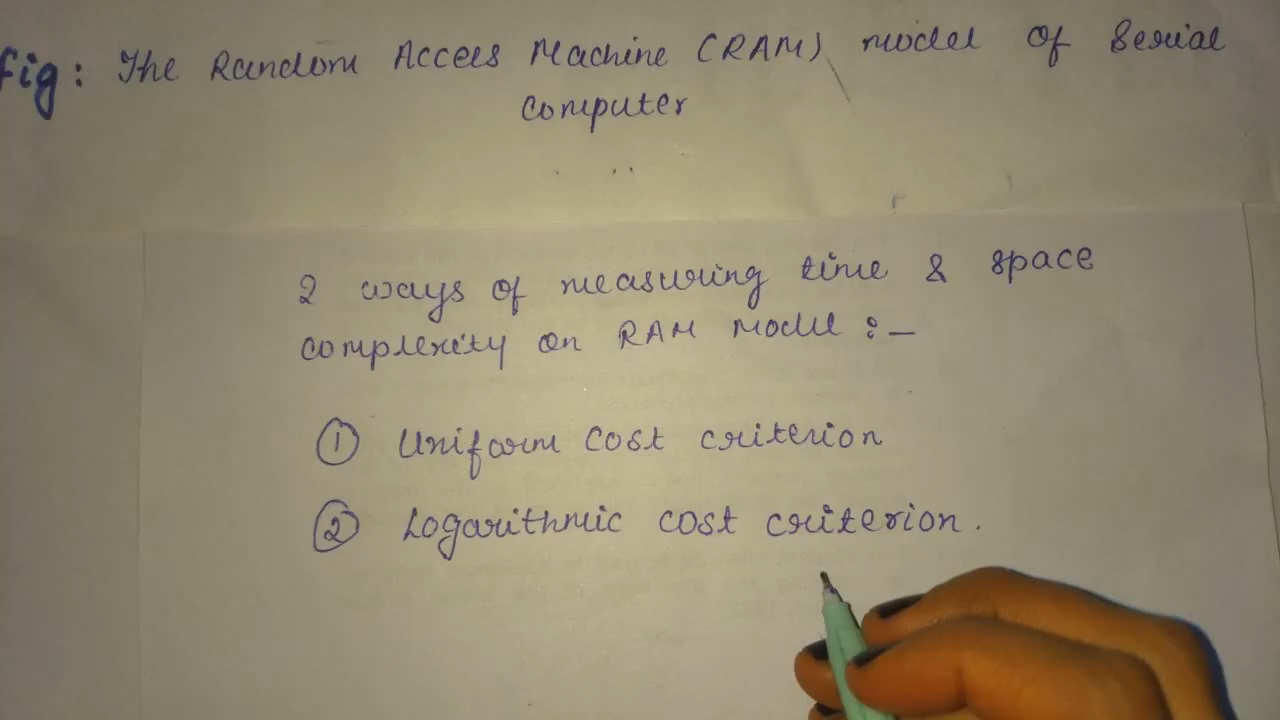 Fig: The Random Access Machine (RAM) model of Serial
Computer
2 ways of measuring time & space
complexity on RAM model :-
① Uniform cost criterion
② Logarithmic cost criterion.